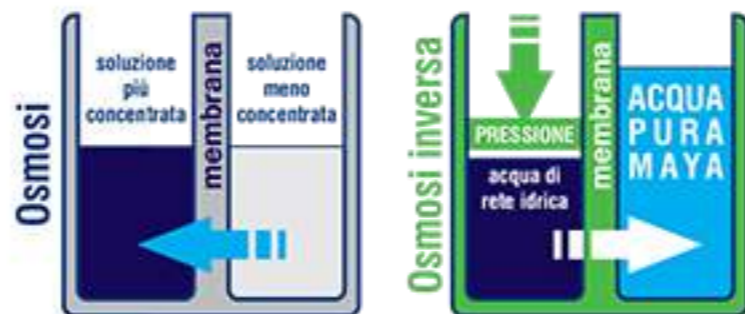 Osmosi
soluzione
più
concentrata
membrana
soluzione
meno
concentrata
Osmosi inversa
PRESSIONE
acqua di
rete idrica
membrana
ACQUA
PURA
MAYA